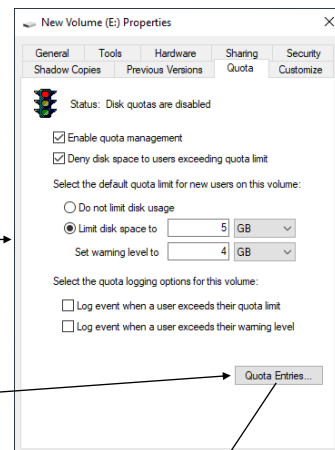 New Volume (E:) Properties
General Tools Hardware Sharing Security
Shadow Copies Previous Versions Quota Customize
Status: Disk quotas are disabled
Enable quota management
Deny disk space to users exceeding quota limit
Select the default quota limit for new users on this volume:
Do not limit disk usage
Limit disk space to 5 GB
Set warning level to 4 GB
Select the quota logging options for this volume:
Log event when a user exceeds their quota limit
Log event when a user exceeds their warning level
Quota Entries...